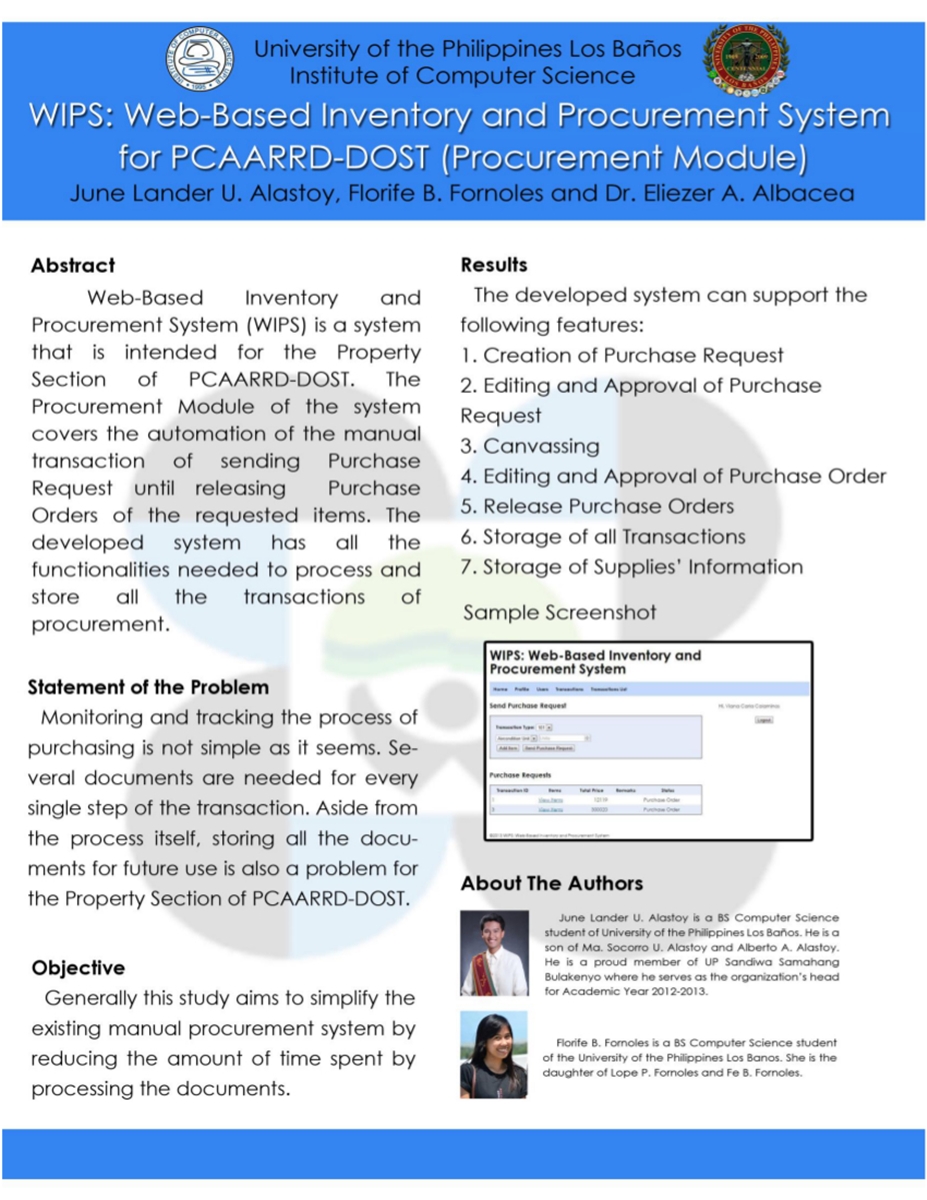 University of the Philippines Los Baños
Institute of Computer Science
WIPS: Web-Based Inventory and Procurement System
for PCAARRD-DOST (Procurement Module)
June Lander U. Alastoy, Florife B. Fornoles and Dr. Eliezer A. Albacea
Abstract
Web-Based Inventory and
Procurement System (WIPS) is a system
that is intended for the Property
Section of PCAARRD-DOST. The
Procurement Module of the system
covers the automation of the manual
transaction of sending Purchase
Request until releasing Purchase
Orders of the requested items. The
developed system has all the
functionalities needed to process and
store all the transactions of
procurement.
Statement of the Problem
Monitoring and tracking the process of
purchasing is not simple as it seems. Se-
veral documents are needed for every
single step of the transaction. Aside from
the process itself, storing all the docu-
ments for future use is also a problem for
the Property Section of PCAARRD-DOST.
Objective
Generally this study aims to simplify the
existing manual procurement system by
reducing the amount of time spent by
processing the documents.
Results
The developed system can support the
following features:
1. Creation of Purchase Request
2. Editing and Approval of Purchase
Request
3. Canvassing
4. Editing and Approval of Purchase Order
5. Release Purchase Orders
6. Storage of all Transactions
7. Storage of Supplies' Information
Sample Screenshot
WIPS: Web-Based Inventory and
Procurement System
Home Profile Users Transactions Transactions List
Send Purchase Request
Logout
Transaction Type:
Add Item Send Purchase Request
Purchase Requests
Transaction ID Items Total Price Remarks Status
View Items Purchase Order
View Items Purchase Order
©2013 WIPS: Web-Based Inventory and Procurement System
About The Authors
June Lander U. Alastoy is a BS Computer Science
student of University of the Philippines Los Baños. He is a
son of Ma. Socorro U. Alastoy and Alberto A. Alastoy.
He is a proud member of UP Sandiwa Samahang
Bulakenyo where he serves as the organization's head
for Academic Year 2012-2013.
Florife B. Fornoles is a BS Computer Science student
of the University of the Philippines Los Banos. She is the
daughter of Lope P. Fornoles and Fe B. Fornoles.